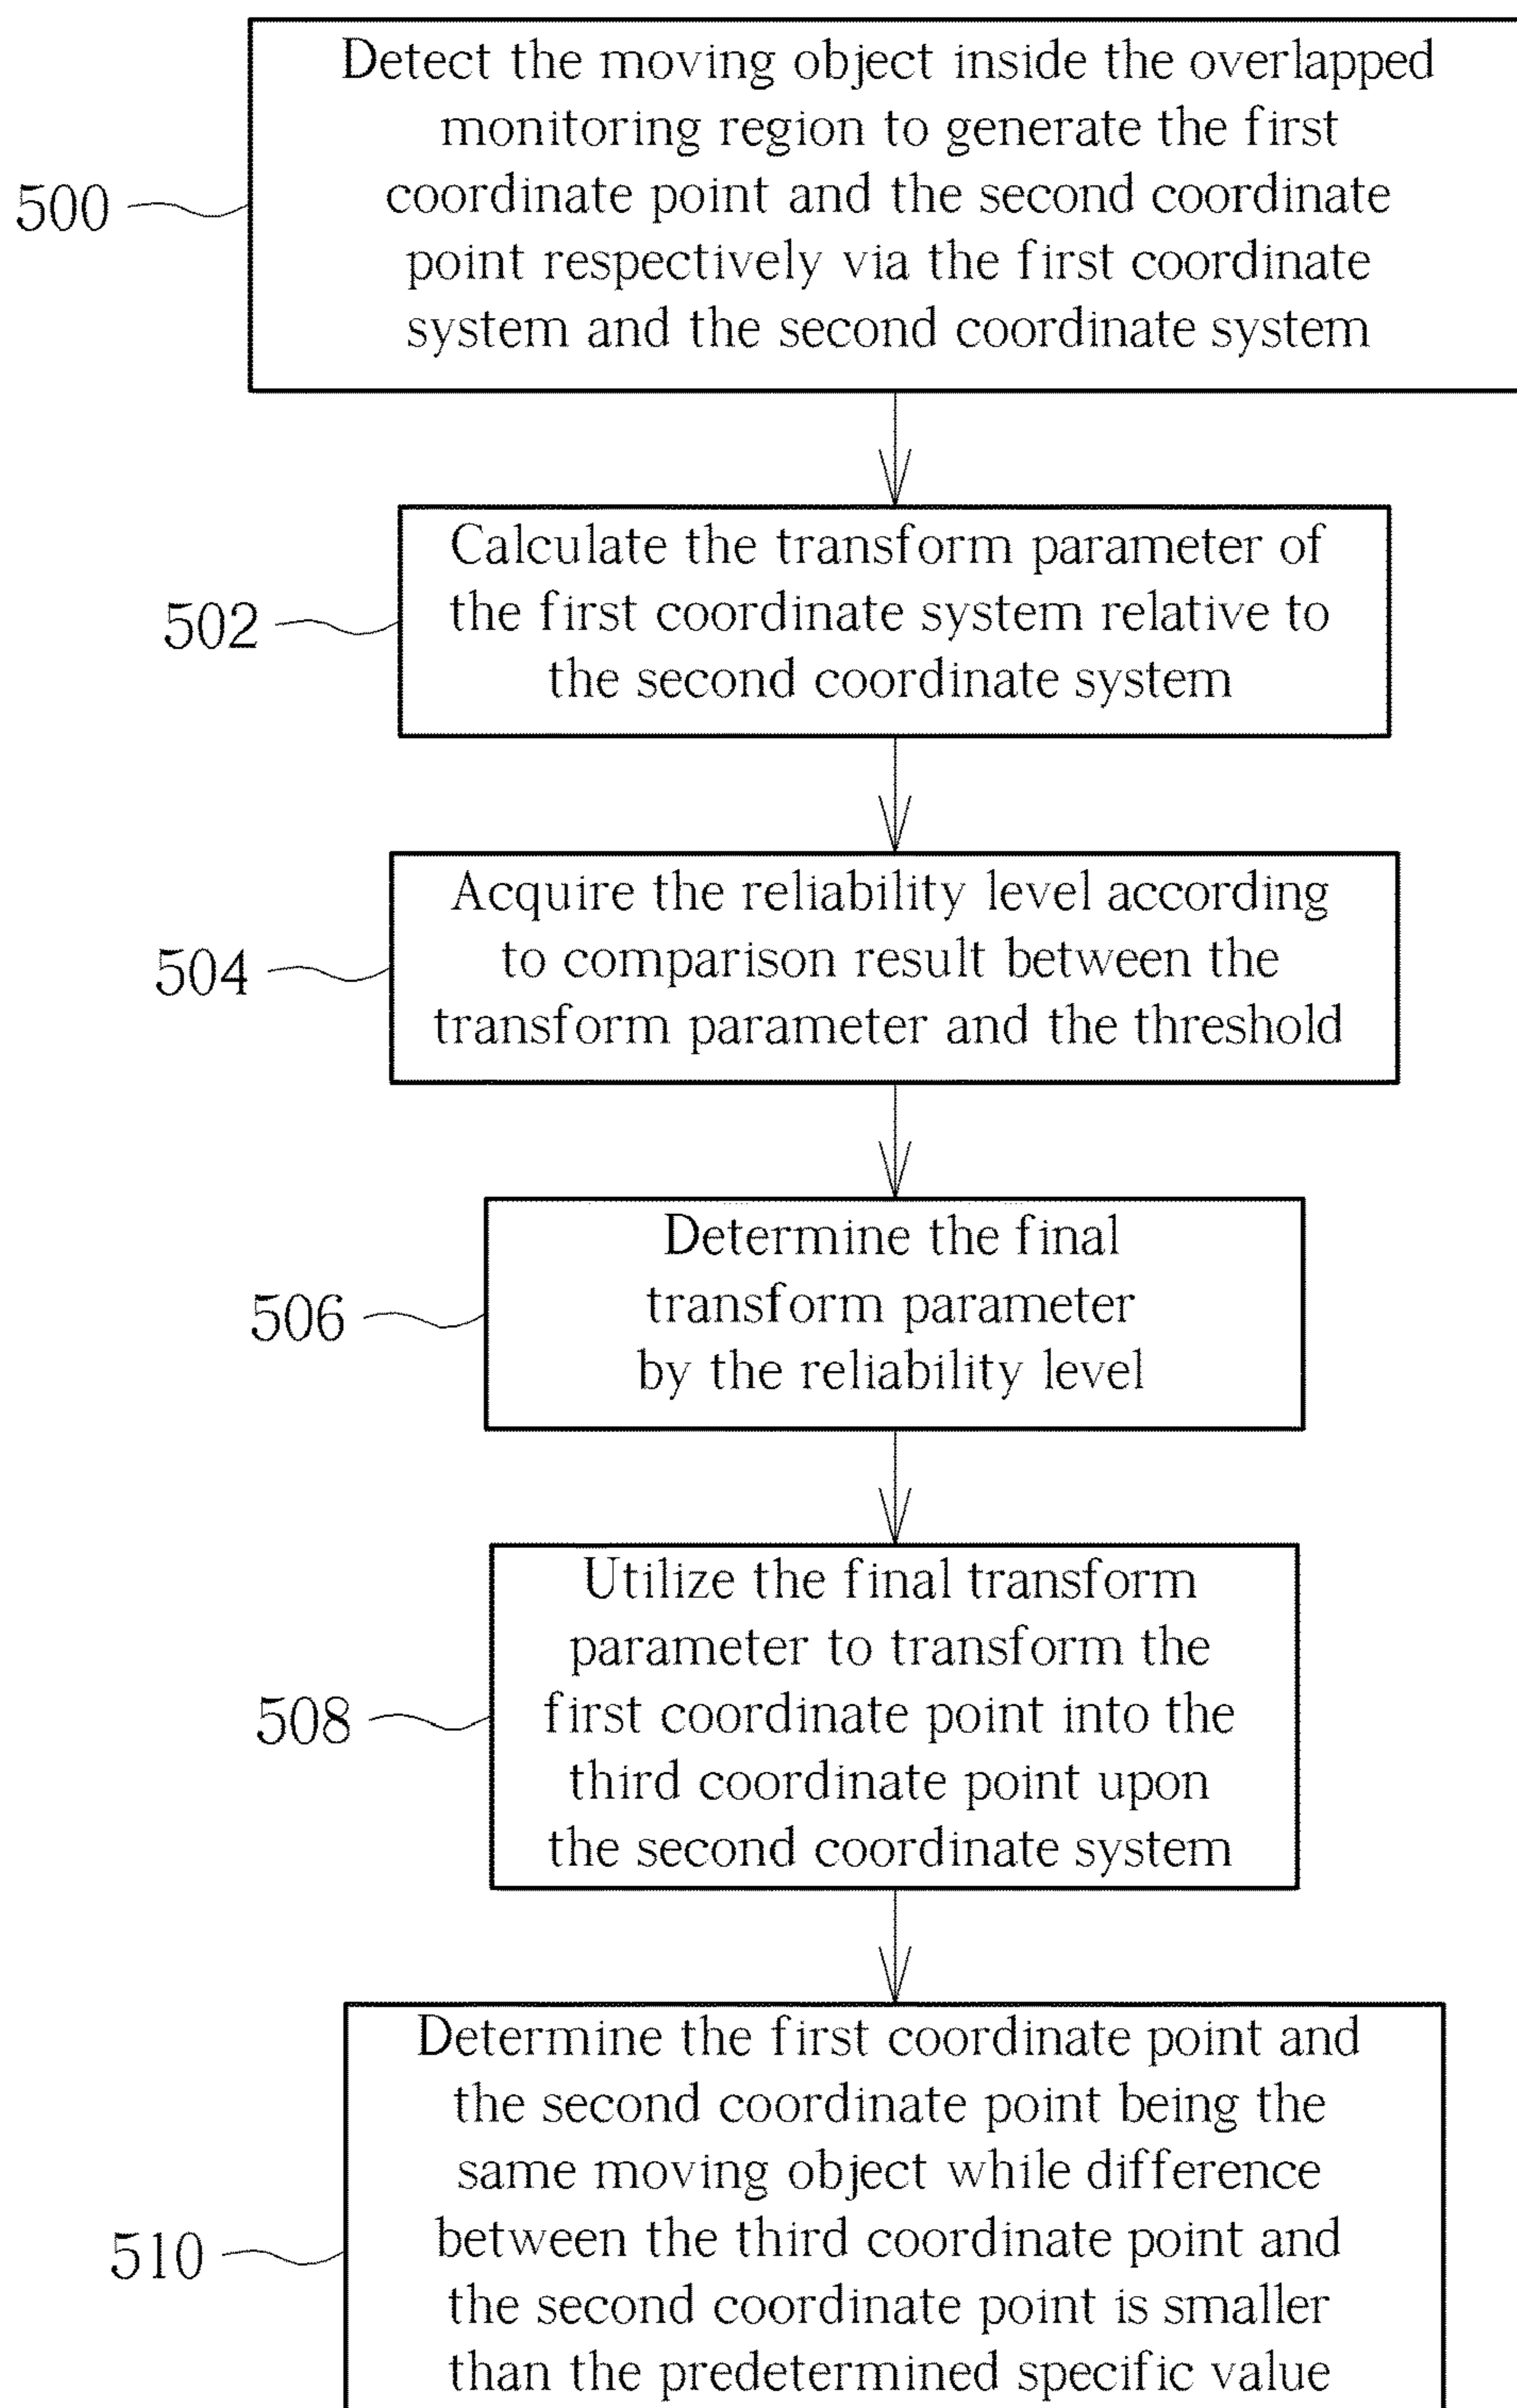 Detect the moving object inside the overlapped
monitoring region to generate the first
coordinate point and the second coordinate
point respectively via the first coordinate
system and the second coordinate system
500
Calculate the transform parameter of
the first coordinate system relative to
the second coordinate system
502
Acquire the reliability level according
to comparison result between the
transform parameter and the threshold
504
Determine the final
transform parameter
by the reliability level
506
Utilize the final transform
parameter to transform the
first coordinate point into the
third coordinate point upon
the second coordinate system
508
Determine the first coordinate point and
the second coordinate point being the
same moving object while difference
between the third coordinate point and
the second coordinate point is smaller
than the predetermined specific value
510